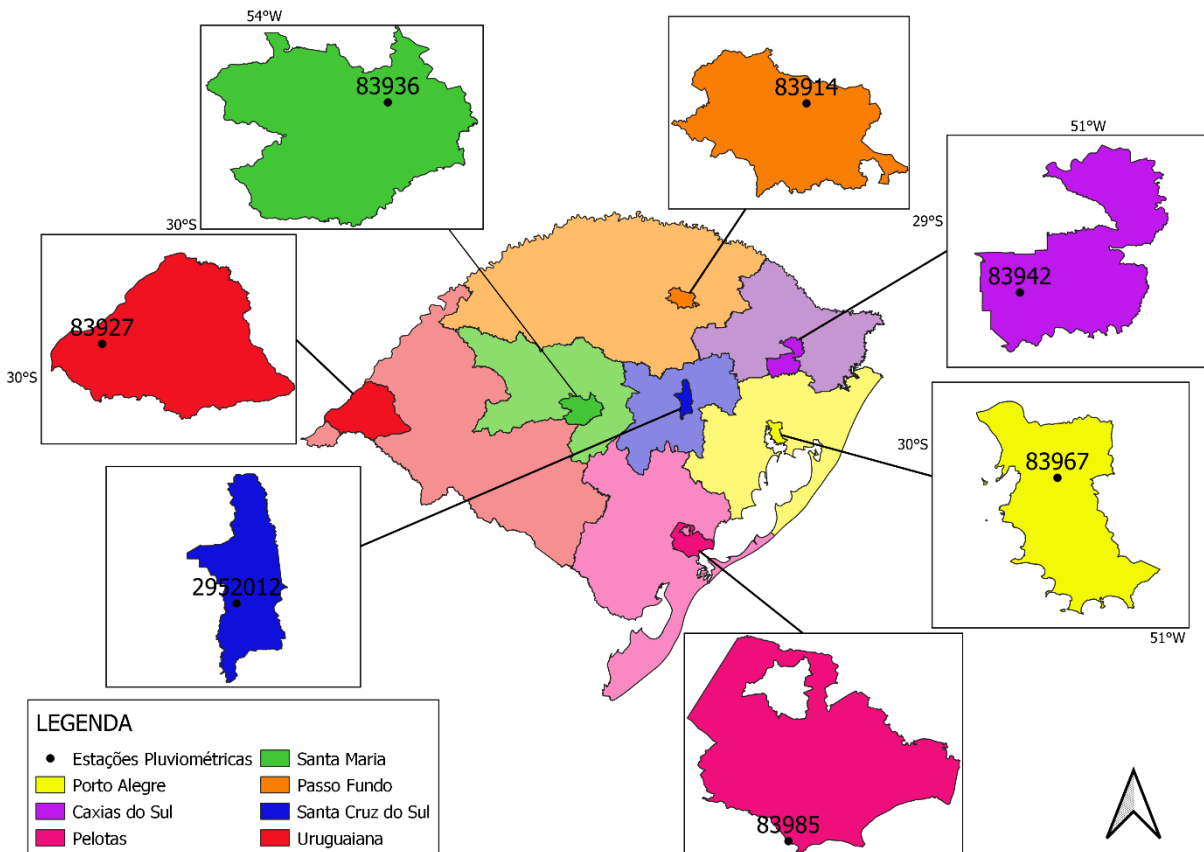 54°W
83936
83914
51°W
30°S
29°S
83942
83927
30°S
30°S
83967
2952012
51°W
83985
LEGENDA
Estações Pluviométricas
Santa Maria
Porto Alegre
Passo Fundo
Caxias do Sul
Santa Cruz do Sul
Pelotas
Uruguaiana